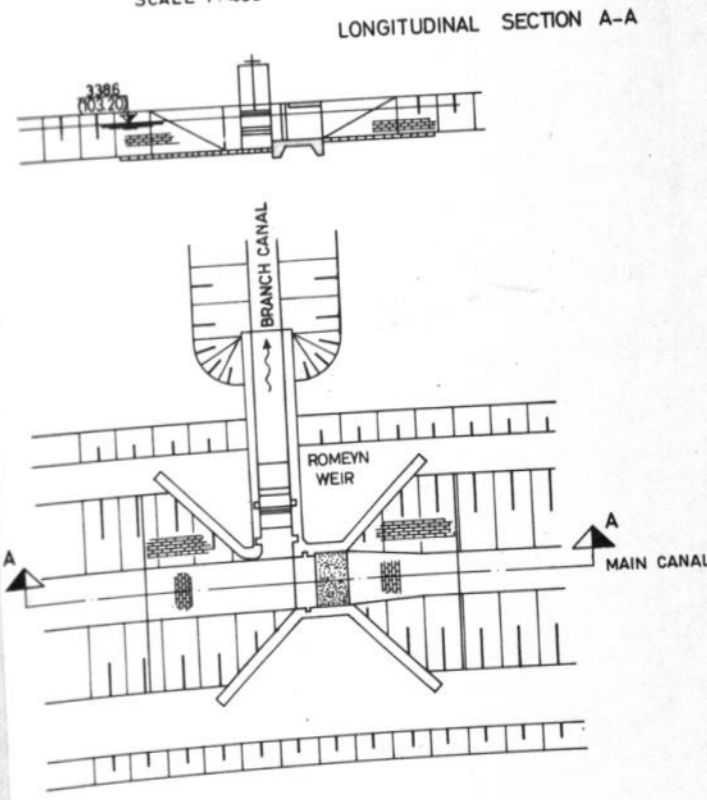 LONGITUDINAL SECTION A-A
3386
(103.20)
BRANCH CANAL
ROMEYN
WEIR
A
A
MAIN CANAL